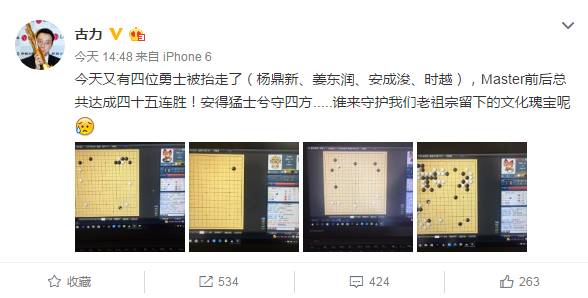 古力
今天 14:48 来自 iPhone 6
今天又有四位勇士被抬走了（杨鼎新、姜东润、安成浚、时越），Master前后总
共达成四十五连胜！安得猛士兮守四方.....谁来守护我们老祖宗留下的文化瑰宝呢
收藏
534
424
263